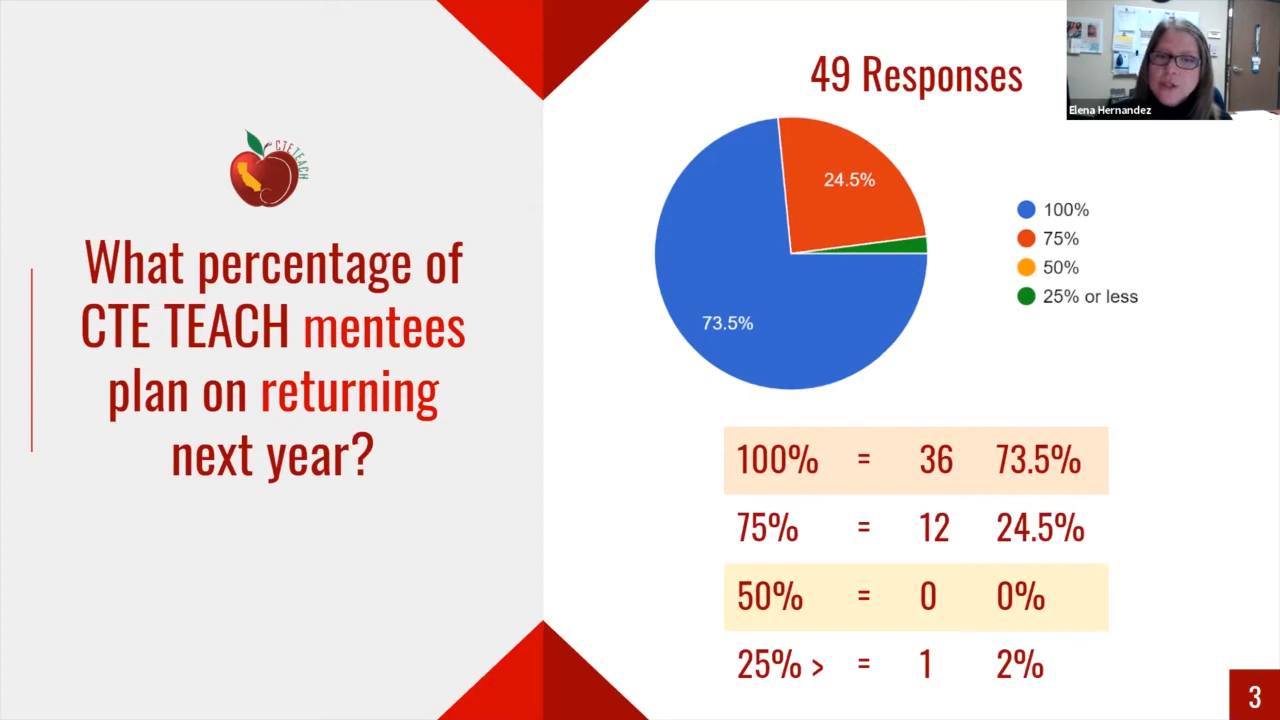 CTE TEACH
What percentage of
CTE TEACH mentees
plan on returning
next year?
49 Responses
Elena Hernandez
24.5%
73.5%
100%
75%
50%
25% or less
100% = 36 73.5%
75% = 12 24.5%
50% = 0 0%
25% > = 1 2%
3